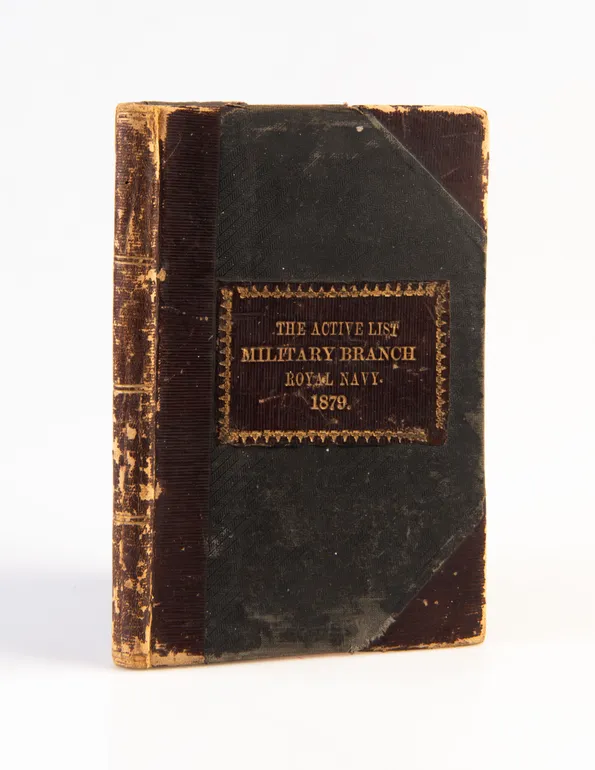 THE ACTIVE LIST
MILITARY BRANCH
ROYAL NAVY.
1879.